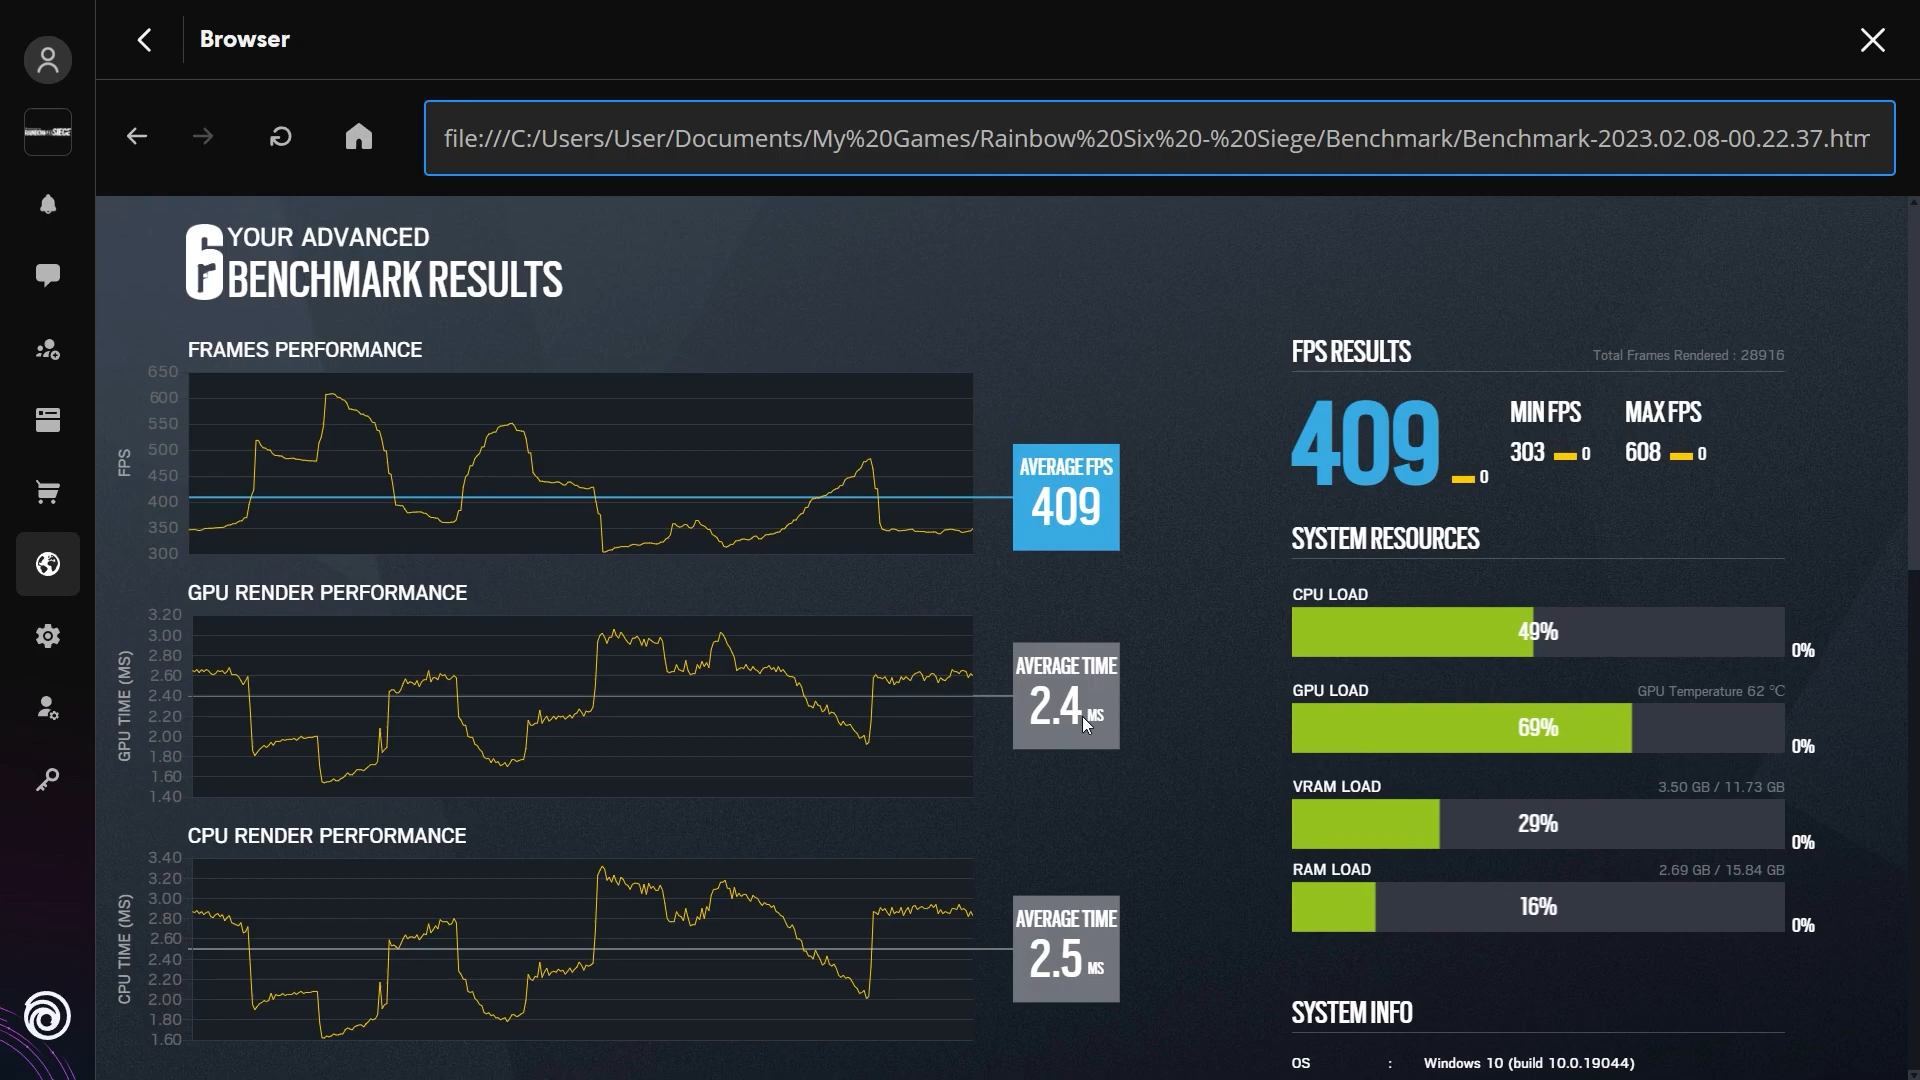 Browser
file:///C:/Users/User/Documents/My%20Games/Rainbow%20Six%20-%20Siege/Benchmark/Benchmark-2023.02.08-00.22.37.htm
YOUR ADVANCED
BENCHMARK RESULTS
FRAMES PERFORMANCE
650
600
550
500
450
400
350
300
FPS
AVERAGE FPS
409
GPU RENDER PERFORMANCE
3.20
3.00
2.80
2.60
2.40
2.20
2.00
1.80
1.60
1.40
GPU TIME (MS)
AVERAGE TIME
2.4 MS
CPU RENDER PERFORMANCE
3.40
3.20
3.00
2.80
2.60
2.40
2.20
2.00
1.80
1.60
CPU TIME (MS)
AVERAGE TIME
2.5 MS
FPS RESULTS
Total Frames Rendered : 28916
409 0
MIN FPS
303 0
MAX FPS
608 0
SYSTEM RESOURCES
CPU LOAD
49%
0%
GPU LOAD
GPU Temperature 62 °C
69%
0%
VRAM LOAD
3.50 GB / 11.73 GB
29%
0%
RAM LOAD
2.69 GB / 15.84 GB
16%
0%
SYSTEM INFO
OS : Windows 10 (build 10.0.19044)